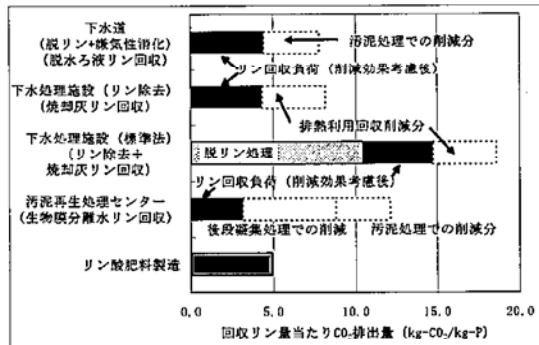 下水道
(脱リン+嫌気性消化)
(脱水ろ液リン回収)
汚泥処理での削減分
リン回収負荷 (削減効果考慮後)
下水処理施設 (リン除去)
(焼却灰リン回収)
排熱利用回収削減分
下水処理施設 (標準法)
(リン除去+
焼却灰リン回収)
脱リン処理
リン回収負荷 (削減効果考慮後)
汚泥再生処理センター
(生物膜分離水リン回収)
後段凝集処理での削減
汚泥処理での削減分
リン酸肥料製造
0.0 5.0 10.0 15.0 20.0
回収リン量当たりCO₂排出量 (kg-CO₂/kg-P)